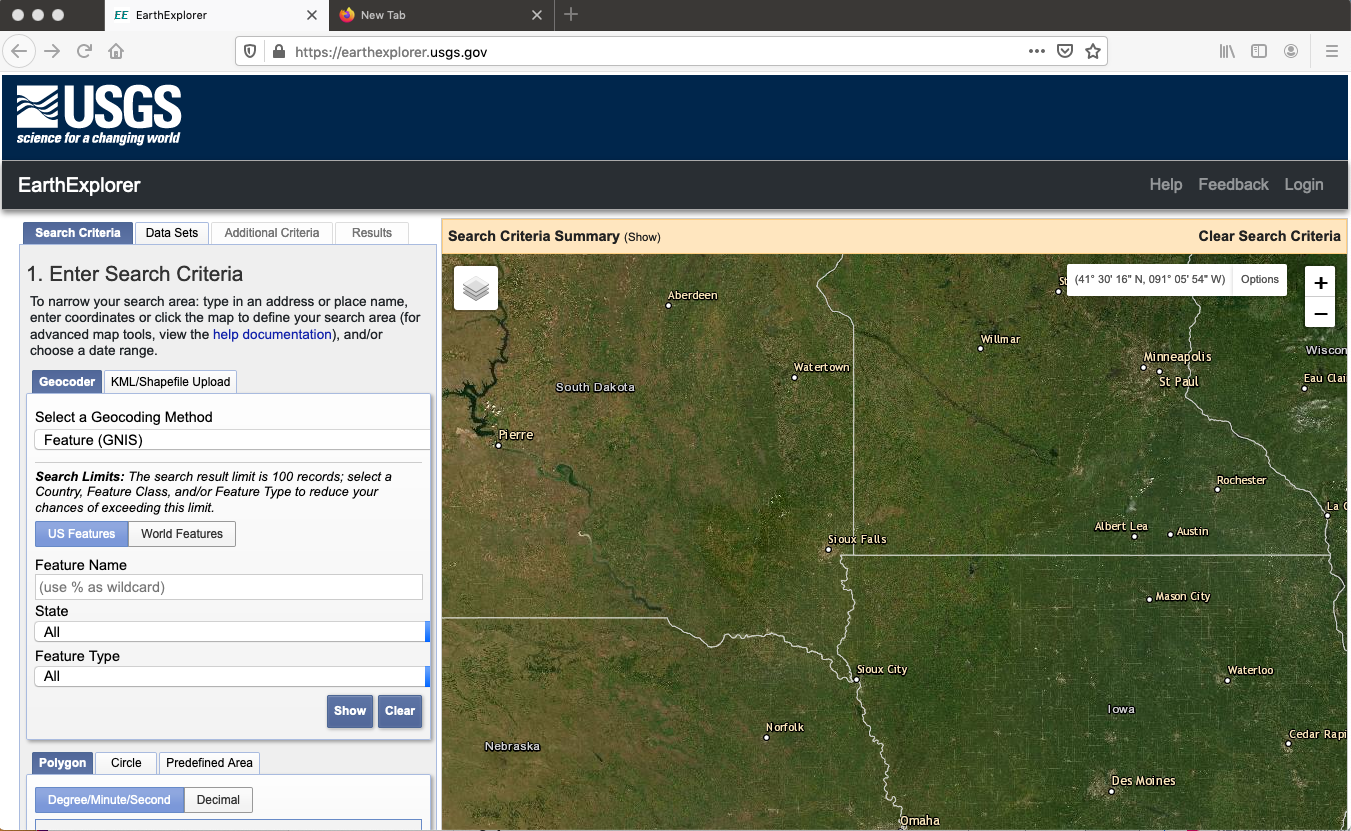 EE EarthExplorer
New Tab
https://earthexplorer.usgs.gov
USGS
science for a changing world
EarthExplorer
Help Feedback Login
Search Criteria Data Sets Additional Criteria Results
1. Enter Search Criteria
To narrow your search area: type in an address or place name,
enter coordinates or click the map to define your search area (for
advanced map tools, view the help documentation), and/or
choose a date range.
Geocoder KML/Shapefile Upload
Select a Geocoding Method
Feature (GNIS)
Search Limits: The search result limit is 100 records; select a
Country, Feature Class, and/or Feature Type to reduce your
chances of exceeding this limit.
US Features World Features
Feature Name
(use % as wildcard)
State
All
Feature Type
All
Show Clear
Polygon Circle Predefined Area
Degree/Minute/Second Decimal
Search Criteria Summary (Show)
Clear Search Criteria
(41° 30' 16" N, 091° 05' 54" W) Options
+
−
St
Aberdeen
Willmar
Minneapolis
Wiscon
Watertown
St Paul
Eau Clai
South Dakota
Pierre
Rochester
La C
Albert Lea
Austin
Sioux Falls
Mason City
Sioux City
Waterloo
Iowa
Norfolk
Cedar Rapi
Nebraska
Des Moines
Omaha